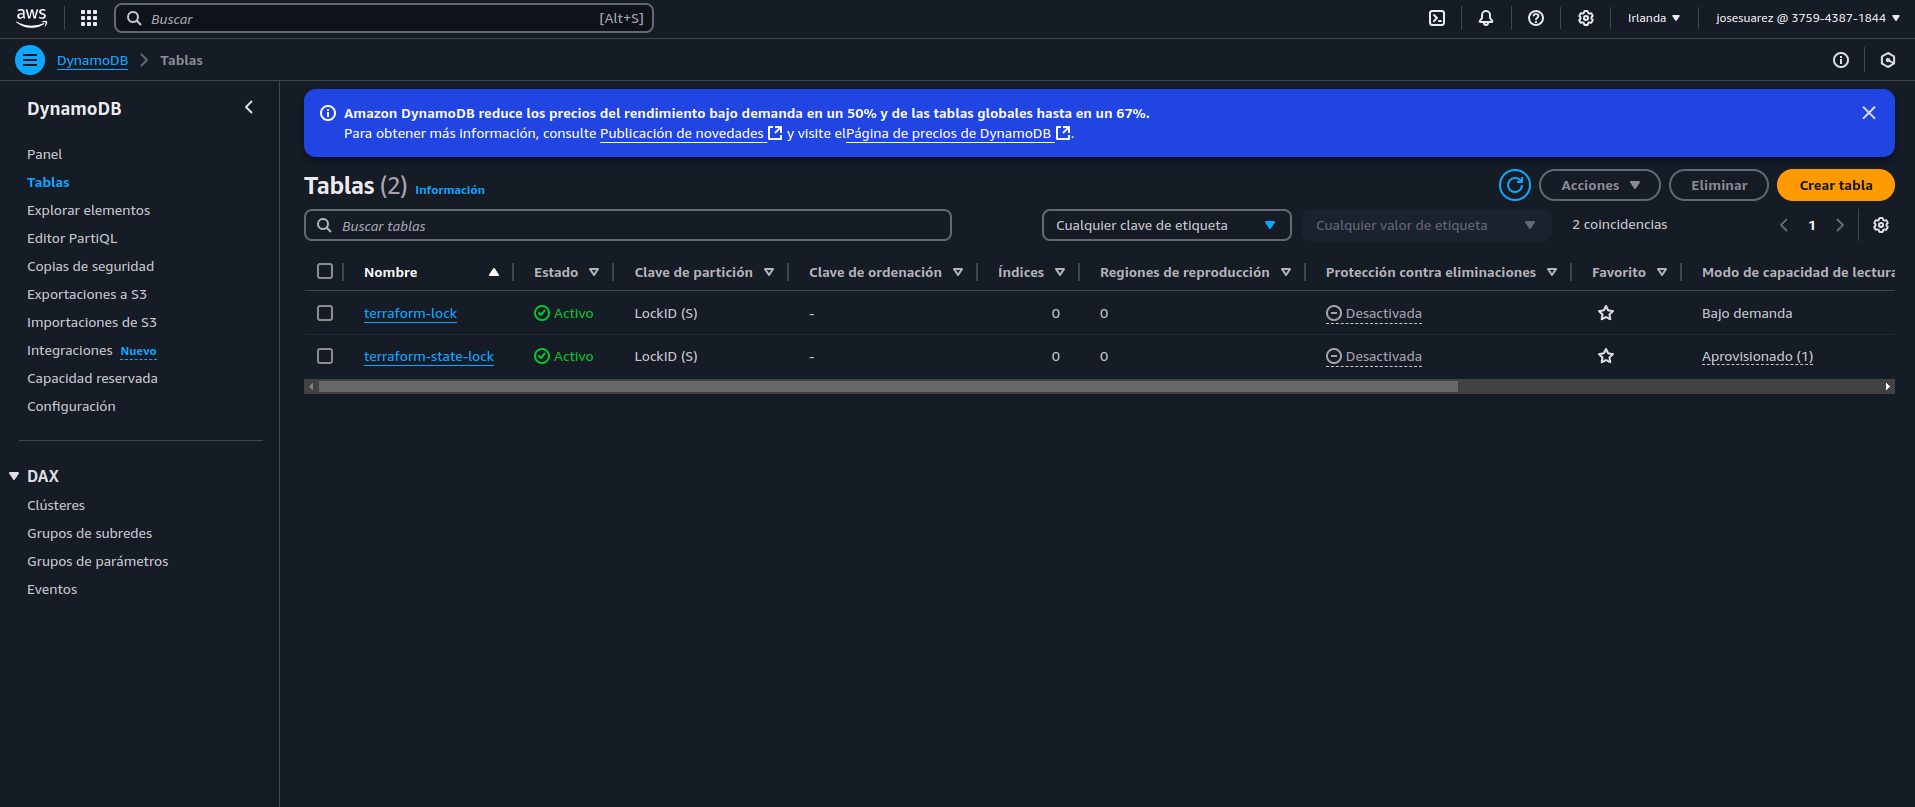 aws
Buscar [Alt+S]
Irlanda
josesuarez @ 3759-4387-1844
DynamoDB
Tablas
DynamoDB
Panel
Tablas
Explorar elementos
Editor PartiQL
Copias de seguridad
Exportaciones a S3
Importaciones de S3
Integraciones Nuevo
Capacidad reservada
Configuración
DAX
Clústeres
Grupos de subredes
Grupos de parámetros
Eventos
Amazon DynamoDB reduce los precios del rendimiento bajo demanda en un 50% y de las tablas globales hasta en un 67%.
Para obtener más información, consulte Publicación de novedades y visite elPágina de precios de DynamoDB.
Tablas (2) Información
Acciones
Eliminar
Crear tabla
Buscar tablas
Cualquier clave de etiqueta
Cualquier valor de etiqueta
2 coincidencias
1
Nombre Estado Clave de partición Clave de ordenación Índices Regiones de reproducción Protección contra eliminaciones Favorito Modo de capacidad de lectura
terraform-lock Activo LockID (S) - 0 0 Desactivada Bajo demanda
terraform-state-lock Activo LockID (S) - 0 0 Desactivada Aprovisionado (1)